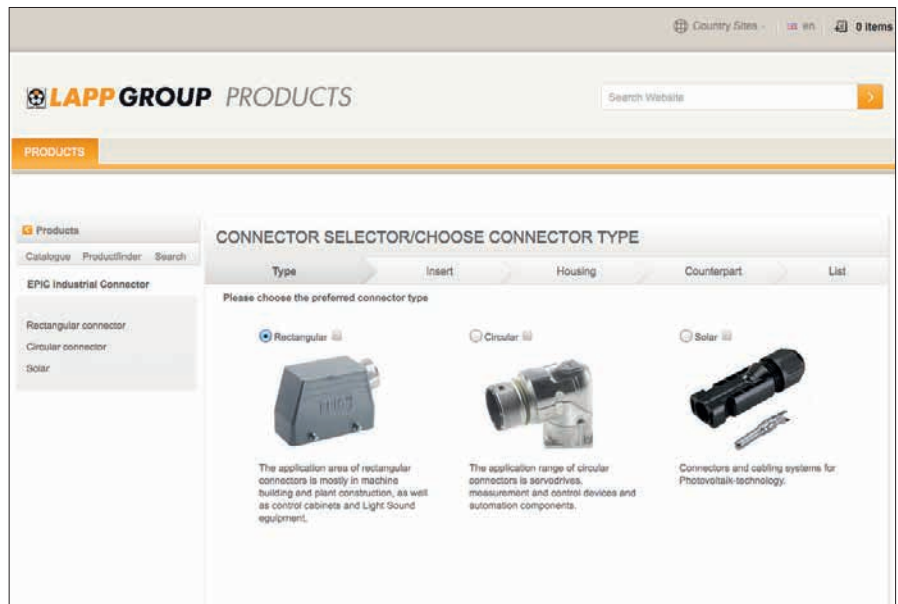 Country Sites
en
0 items
LAPP GROUP PRODUCTS
Search Website
PRODUCTS
Products
Catalogue Productfinder Search
EPIC Industrial Connector
Rectangular connector
Circular connector
Solar
CONNECTOR SELECTOR/CHOOSE CONNECTOR TYPE
Type Insert Housing Counterpart List
Please choose the preferred connector type
Rectangular Circular Solar
EPIC
The application area of rectangular
connectors is mostly in machine
building and plant construction, as well
as control cabinets and Light Sound
equipment.
The application range of circular
connectors is servodrives,
measurement and control devices and
automation components.
Connectors and cabling systems for
Photovoltaik-technology.